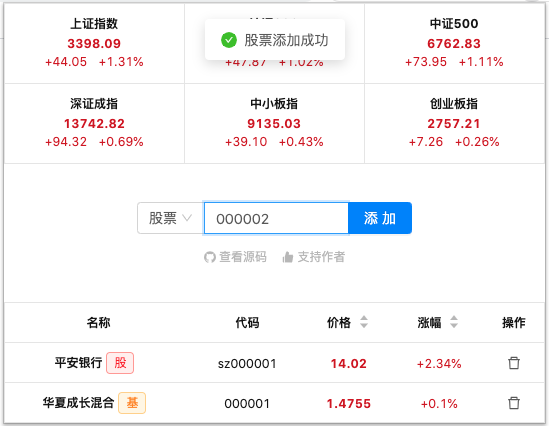 上证指数
3398.09
+44.05 +1.31%
+47.87 +1.02%
中证500
6762.83
+73.95 +1.11%
股票添加成功
深证成指
13742.82
+94.32 +0.69%
中小板指
9135.03
+39.10 +0.43%
创业板指
2757.21
+7.26 +0.26%
股票 000002 添 加
查看源码 支持作者
名称 代码 价格 涨幅 操作
平安银行 股 sz000001 14.02 +2.34%
华夏成长混合 基 000001 1.4755 +0.1%